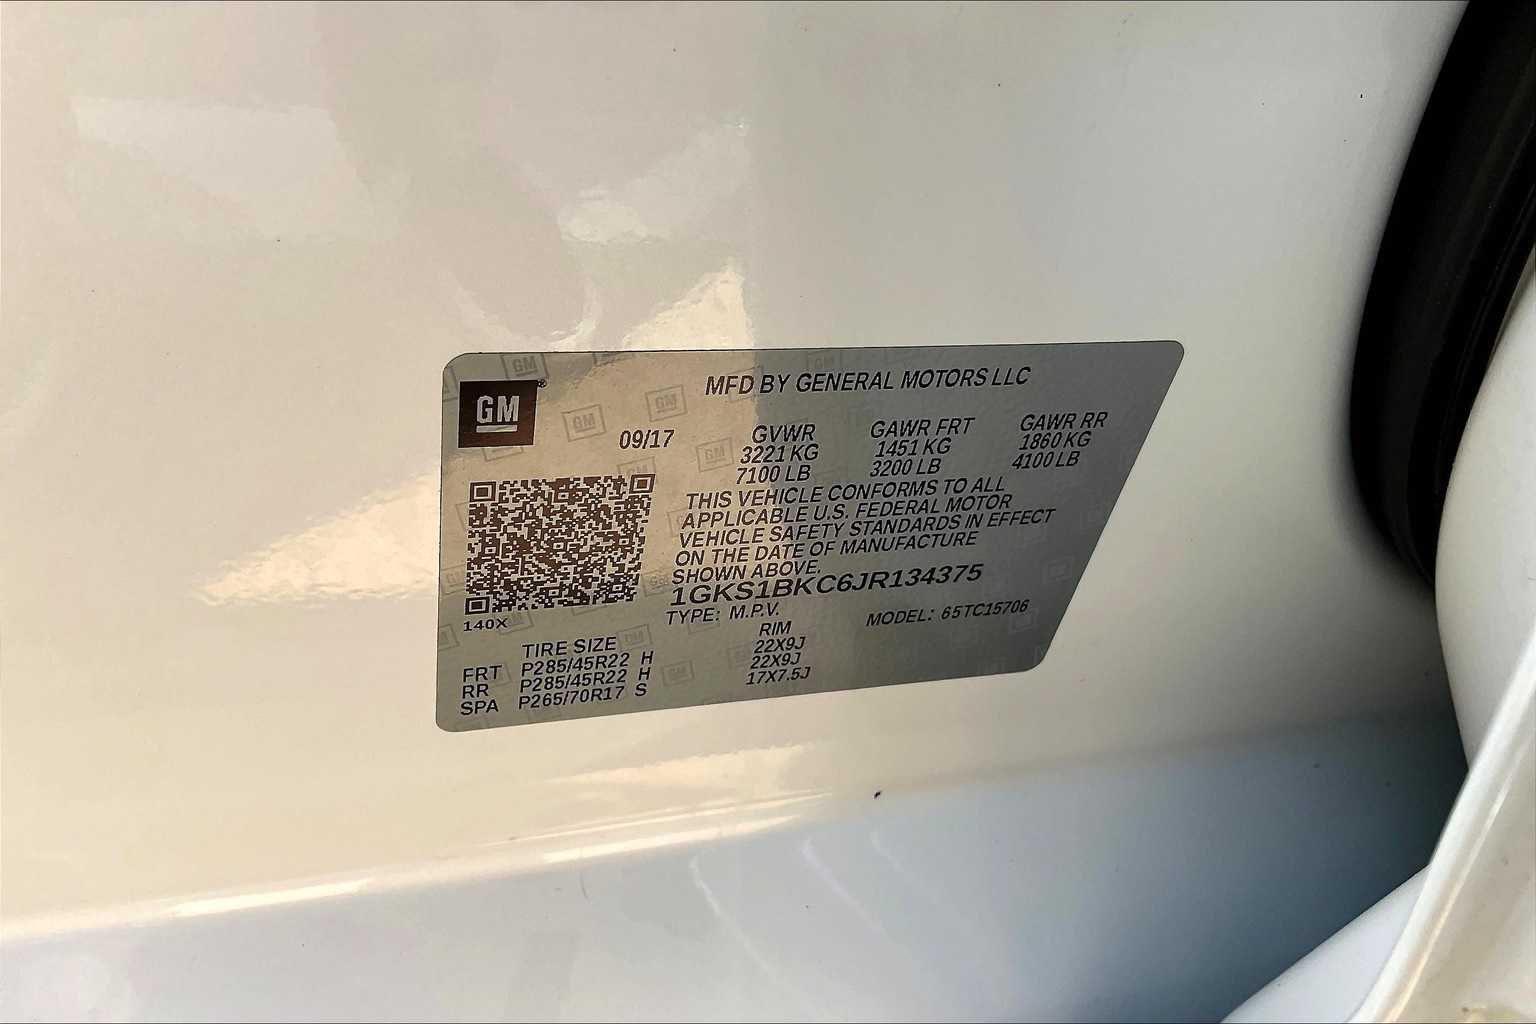 GM
MFD BY GENERAL MOTORS LLC
09/17
GVWR GAWR FRT GAWR RR
3221 KG 1451 KG 1860 KG
7100 LB 3200 LB 4100 LB
THIS VEHICLE CONFORMS TO ALL
APPLICABLE U.S. FEDERAL MOTOR
VEHICLE SAFETY STANDARDS IN EFFECT
ON THE DATE OF MANUFACTURE
SHOWN ABOVE.
1GKS1BKC6JR134375
140X
TYPE: M.P.V. MODEL: 65TC15706
TIRE SIZE RIM
FRT P285/45R22 H 22X9J
RR P285/45R22 H 22X9J
SPA P265/70R17 S 17X7.5J